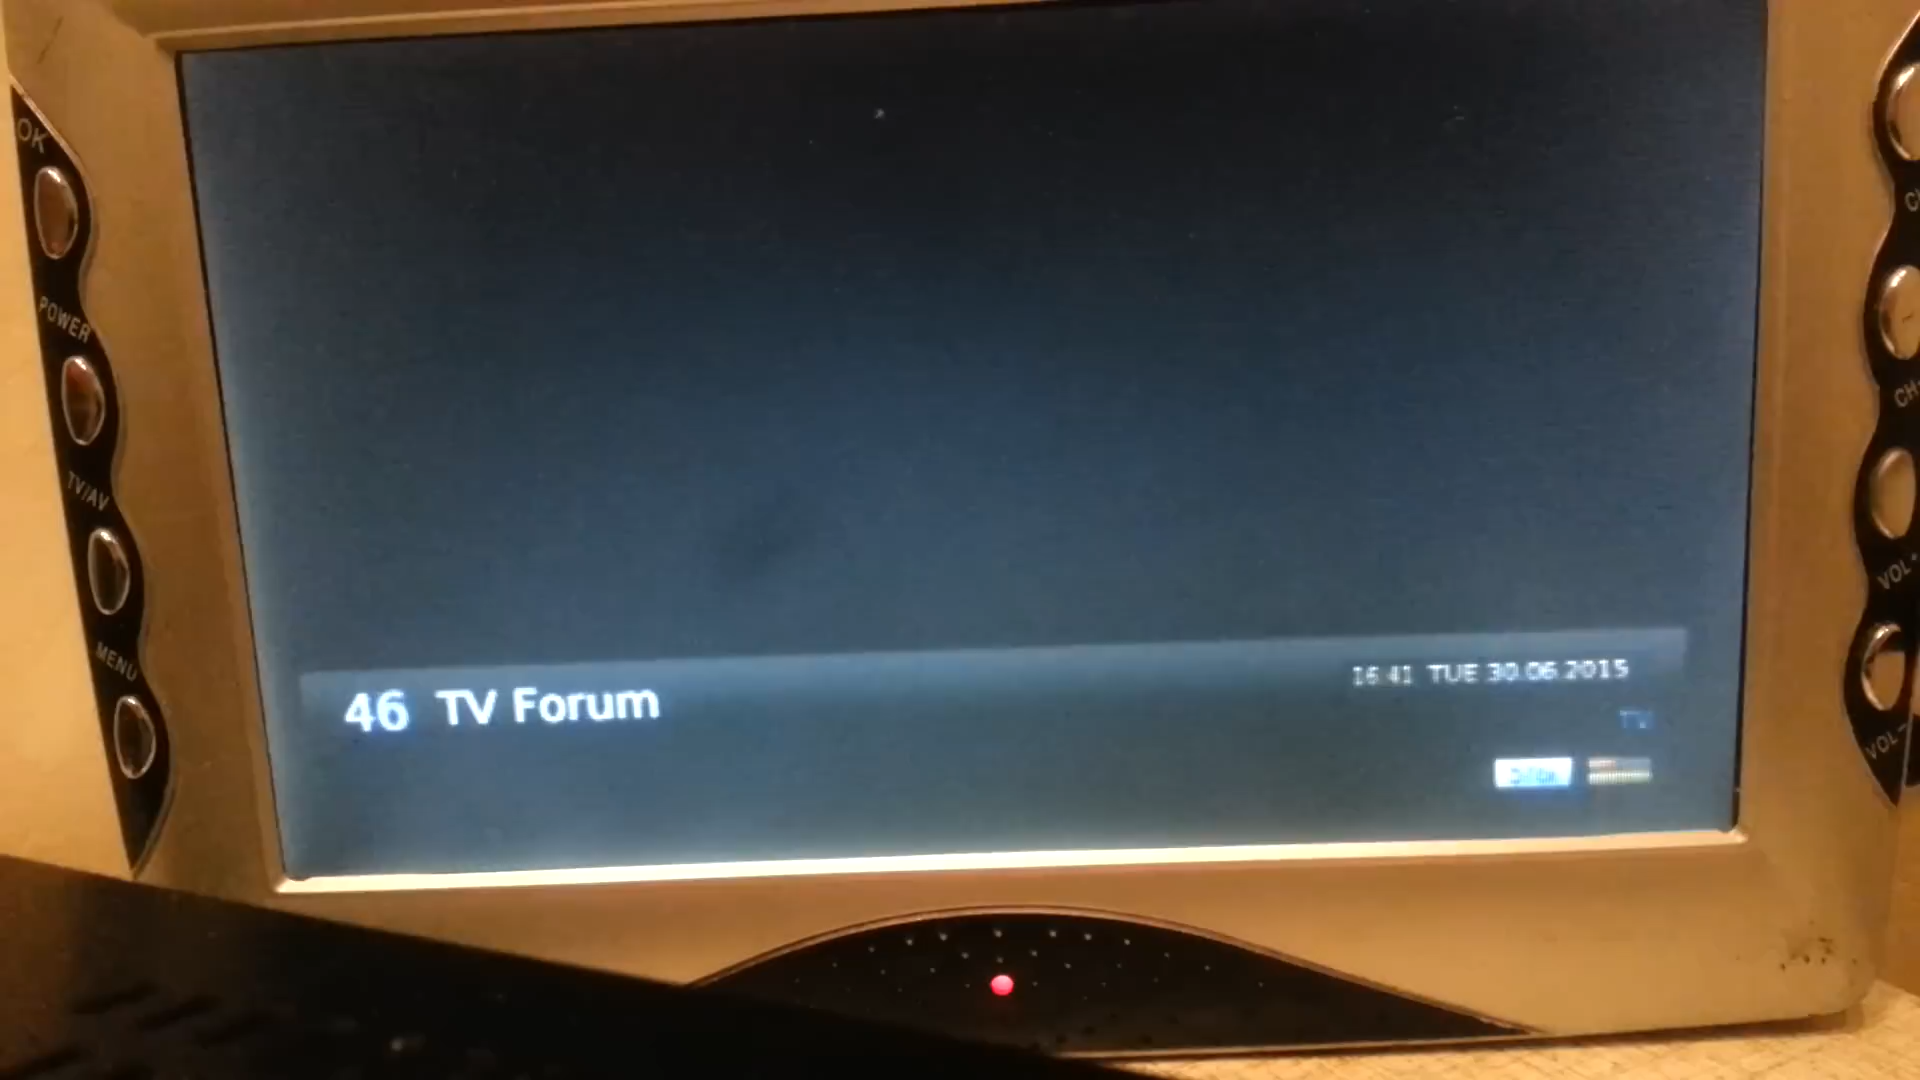 OK
POWER
TV/AV
MENU
46 TV Forum
16:41 TUE 30.06.2015
TV
CH-
VOL-